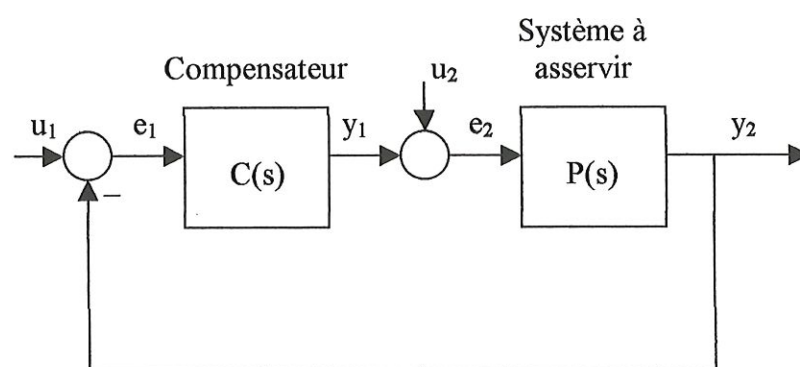 Système à
asservir
Compensateur
u₂
u₁
e₁
y₁
e₂
y₂
C(s)
P(s)
−